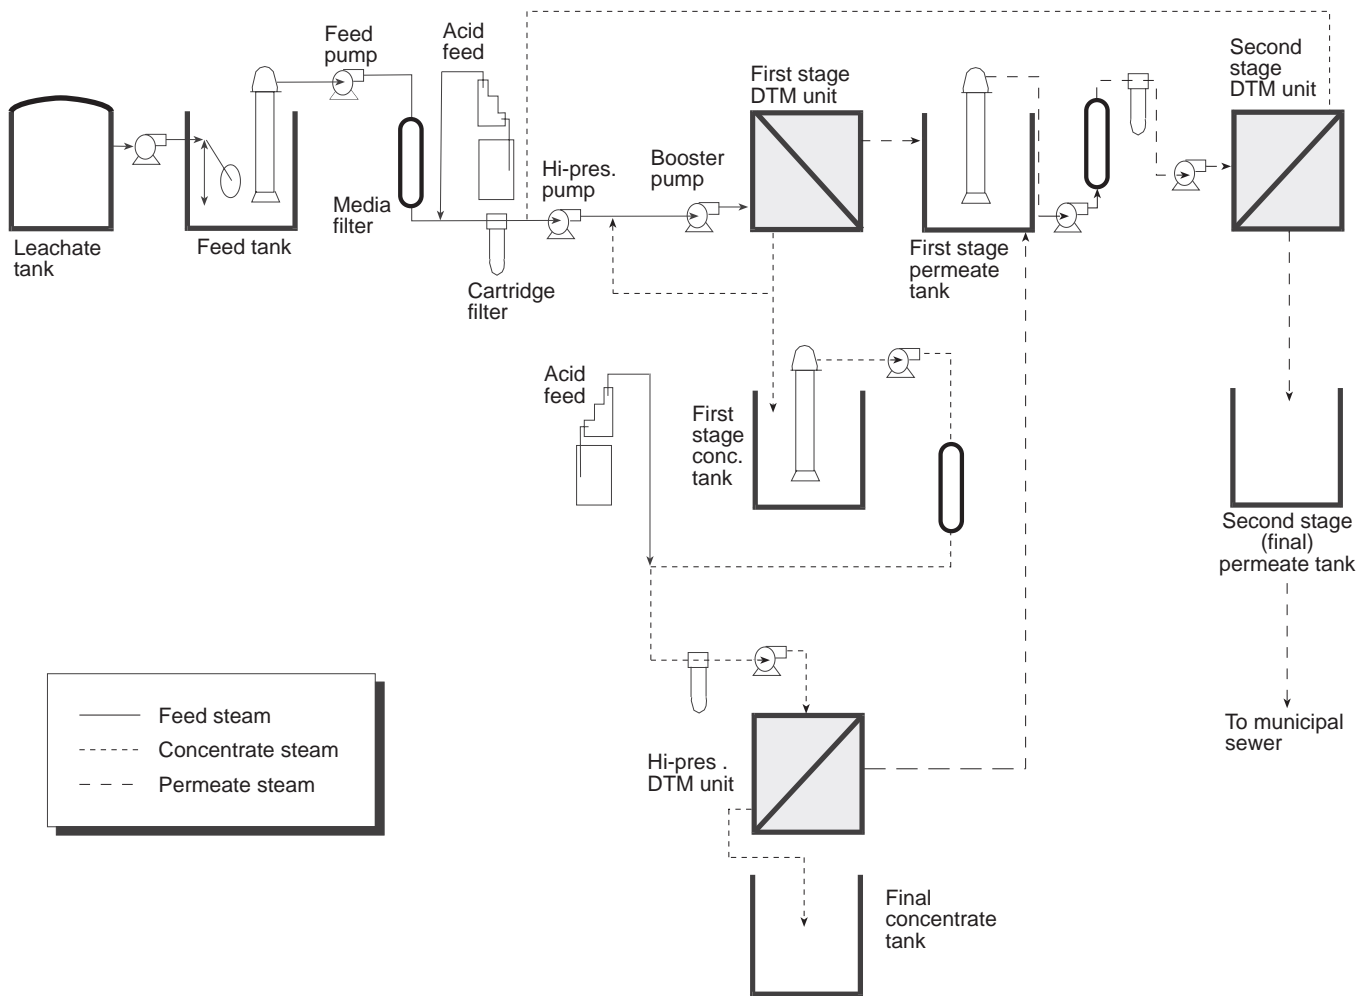 Feed
pump
Acid
feed
First stage
DTM unit
Second
stage
DTM unit
Hi-pres.
pump
Booster
pump
Media
filter
Leachate
tank
Feed tank
Cartridge
filter
First stage
permeate
tank
Acid
feed
First
stage
conc.
tank
Second stage
(final)
permeate tank
To municipal
sewer
Feed steam
Concentrate steam
Permeate steam
Hi-pres .
DTM unit
Final
concentrate
tank